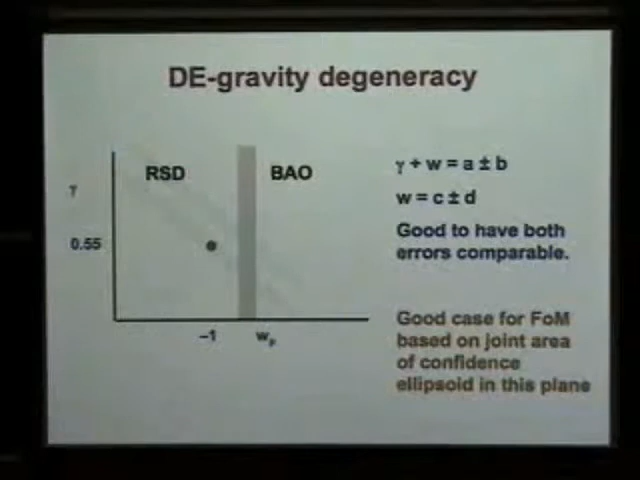 DE-gravity degeneracy
RSD
BAO
γ
0.55
–1
wₚ
γ + w = a ± b
w = c ± d
Good to have both
errors comparable.
Good case for FoM
based on joint area
of confidence
ellipsoid in this plane